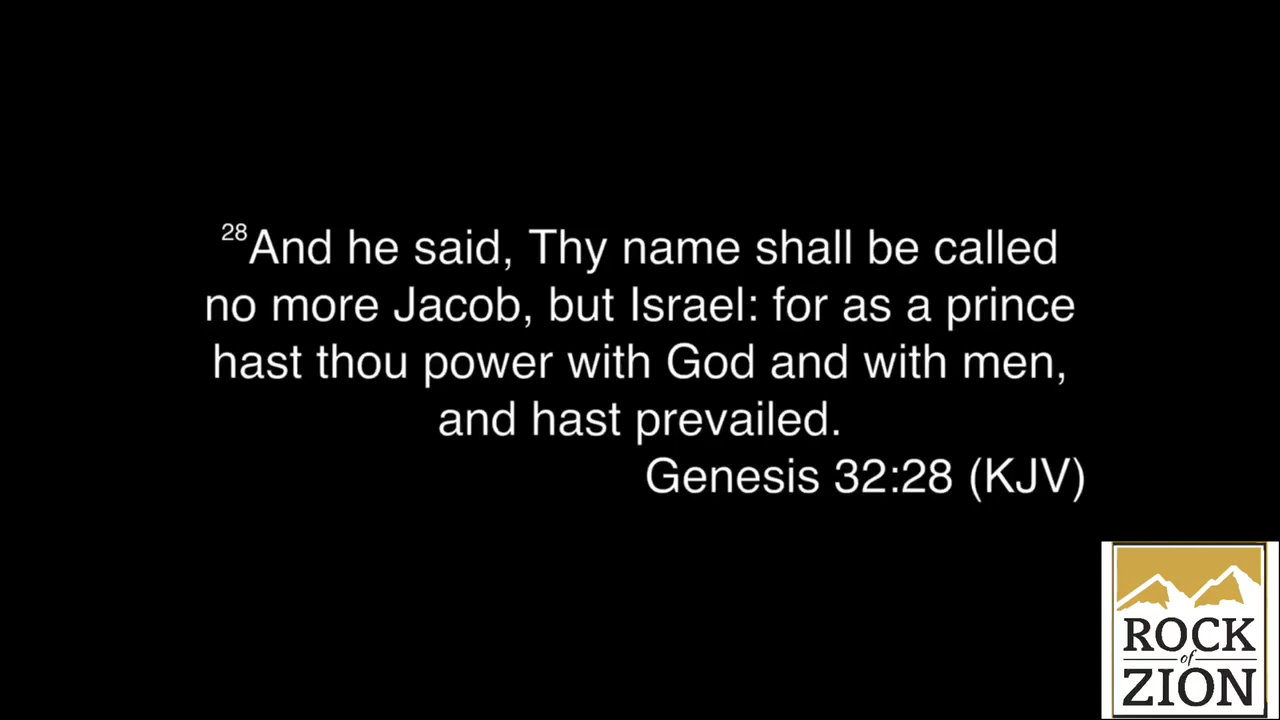 28And he said, Thy name shall be called
no more Jacob, but Israel: for as a prince
hast thou power with God and with men,
and hast prevailed.
Genesis 32:28 (KJV)
ROCK
of
ZION